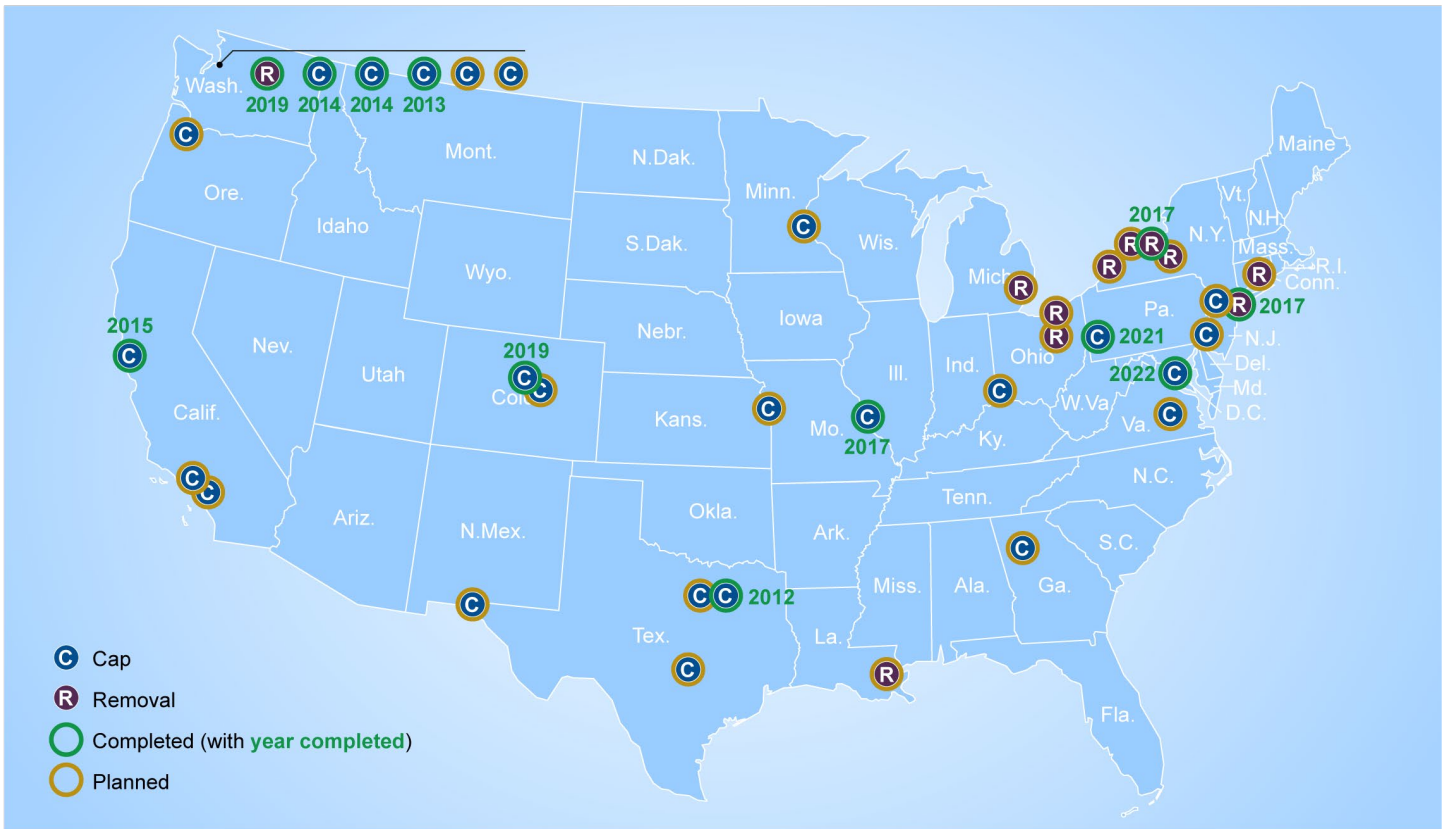 Wash.
R C C C C C
2019 2014 2014 2013
C
Ore.
Idaho
Mont.
N.Dak.
Minn.
C
Wis.
S.Dak.
Wyo.
Mich
R
2017
R R R R
N.Y.
Vt.
N.H.
Maine
Mass.
R
R.I.
Conn.
2015
C
Nev.
Utah
Calif.
2019
C C
Colo
Nebr.
Iowa
Ill.
Ind.
R
R
Ohio
C 2021
Pa.
C R 2017
C
N.J.
Del.
Md.
D.C.
2022 C
C
W.Va
Va. C
Kans.
C
Mo.
C
2017
Ky.
C C
Ariz.
N.Mex.
Okla.
Ark.
Tenn.
N.C.
S.C.
C
Ga.
Miss.
Ala.
C
Tex.
C C 2012
C
La.
R
Fla.
C Cap
R Removal
Completed (with year completed)
Planned